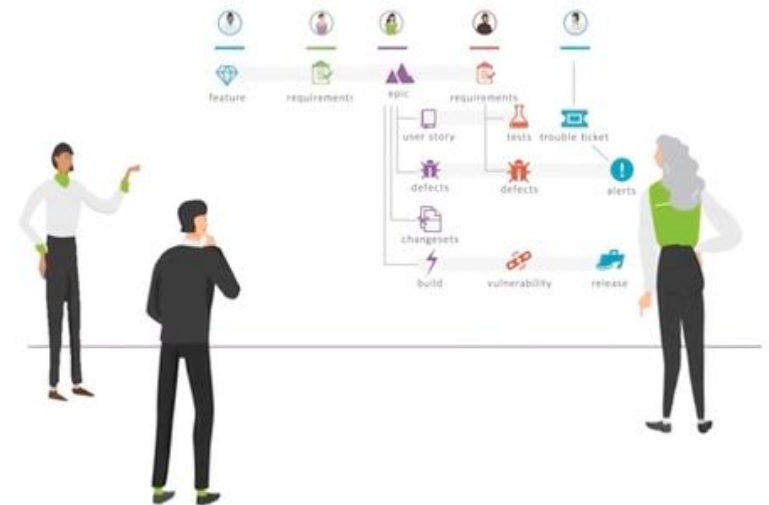 feature
requirements
epic
requirements
user story
tests
trouble ticket
defects
defects
alerts
changesets
build
vulnerability
release